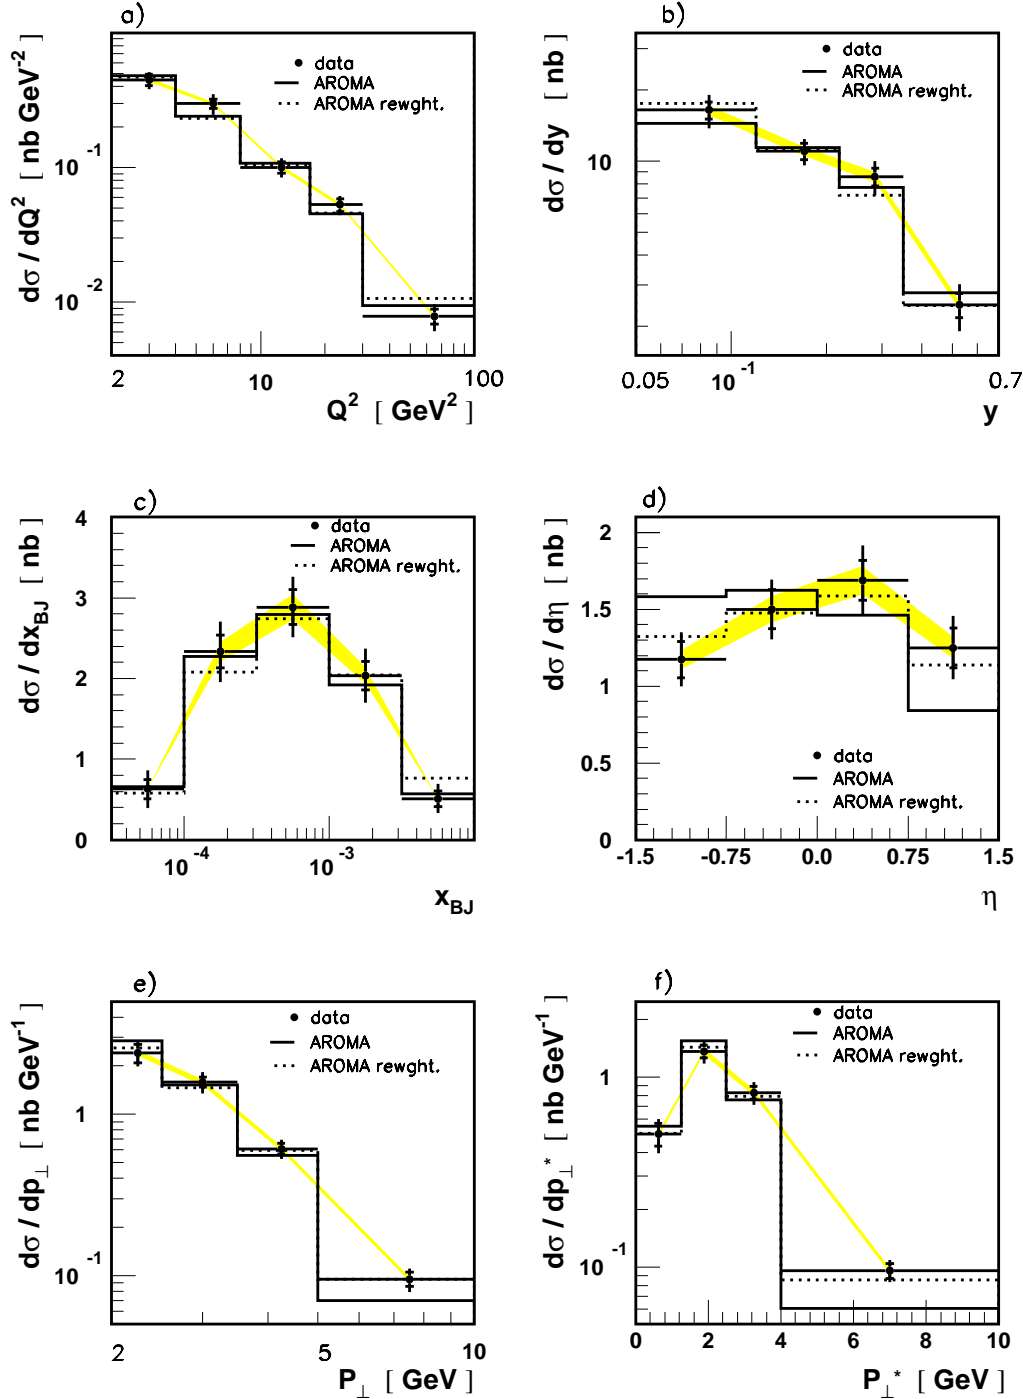 a)
dσ / dQ² [ nb GeV⁻² ]
data
AROMA
AROMA rewght.
10⁻¹
10⁻²
2 10 100
Q² [ GeV² ]
b)
dσ / dy [ nb ]
data
AROMA
AROMA rewght.
10
0.05 10⁻¹ 0.7
y
c)
dσ / dx_BJ [ nb ]
data
AROMA
AROMA rewght.
4
3
2
1
0
10⁻⁴ 10⁻³
x_BJ
d)
dσ / dη [ nb ]
2
1.5
1
0.5
0
data
AROMA
AROMA rewght.
-1.5 -0.75 0.0 0.75 1.5
η
e)
dσ / dp_⊥ [ nb GeV⁻¹ ]
data
AROMA
AROMA rewght.
1
10⁻¹
2 5 10
P_⊥ [ GeV ]
f)
dσ / dp_⊥* [ nb GeV⁻¹ ]
data
AROMA
AROMA rewght.
1
10⁻¹
0 2 4 6 8 10
P_⊥* [ GeV ]